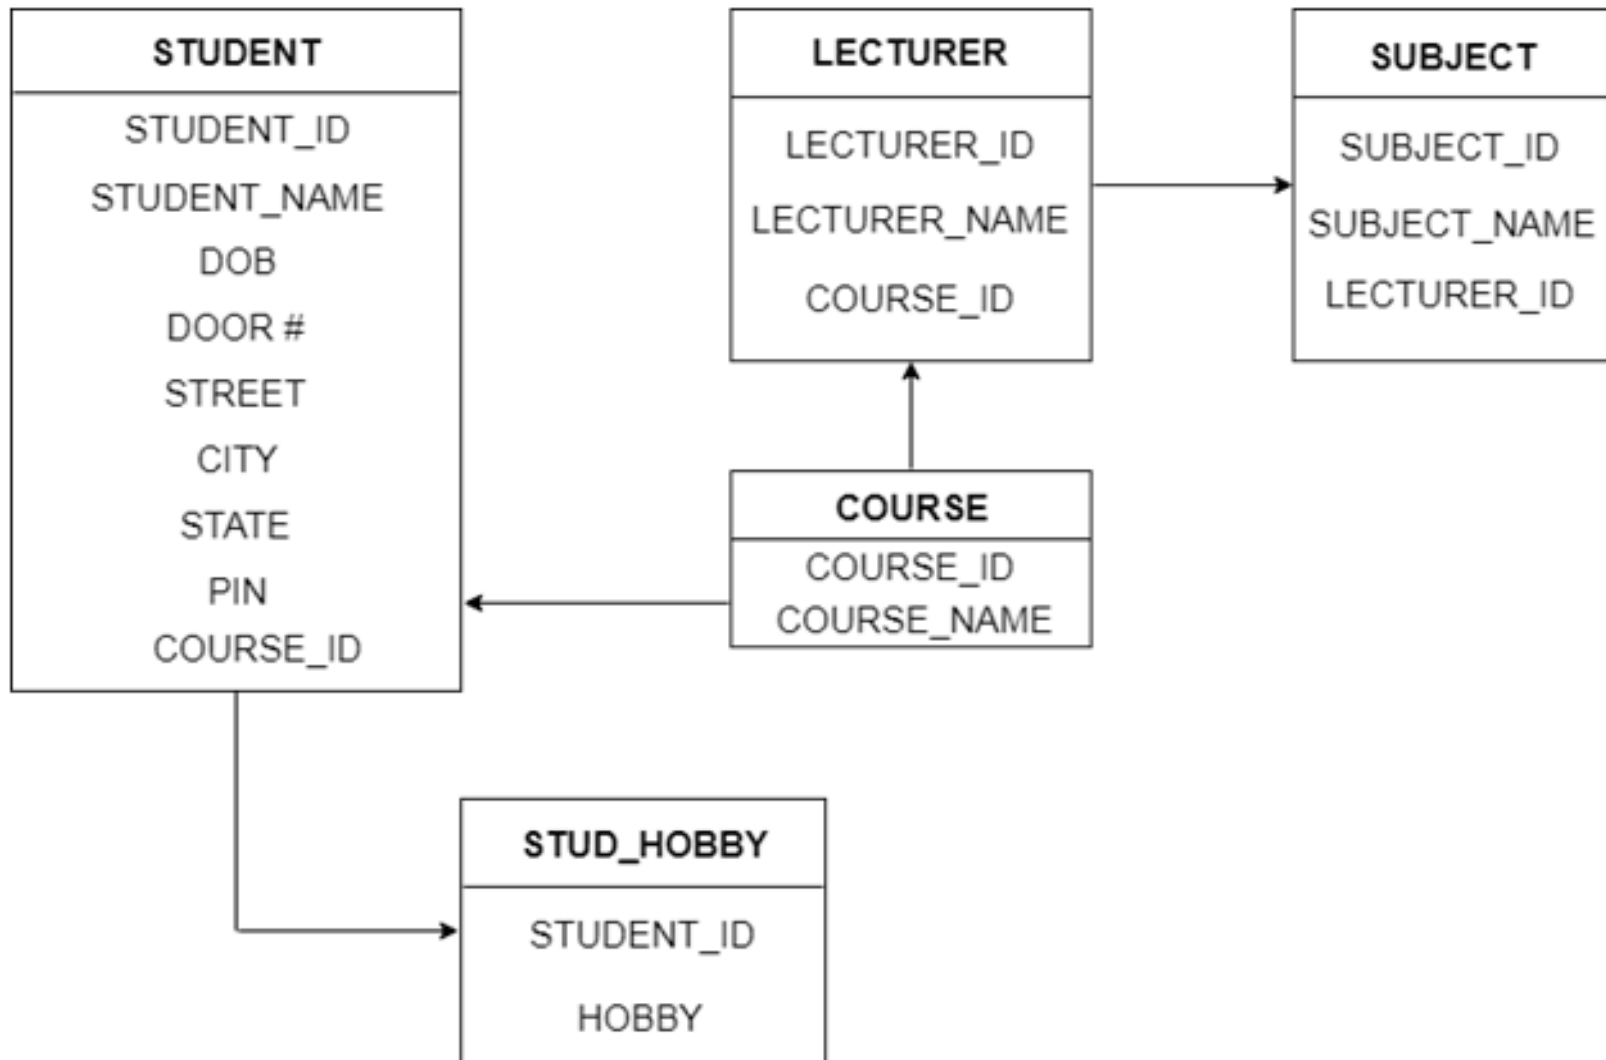 STUDENT
STUDENT_ID
STUDENT_NAME
DOB
DOOR #
STREET
CITY
STATE
PIN
COURSE_ID
LECTURER
LECTURER_ID
LECTURER_NAME
COURSE_ID
SUBJECT
SUBJECT_ID
SUBJECT_NAME
LECTURER_ID
COURSE
COURSE_ID
COURSE_NAME
STUD_HOBBY
STUDENT_ID
HOBBY